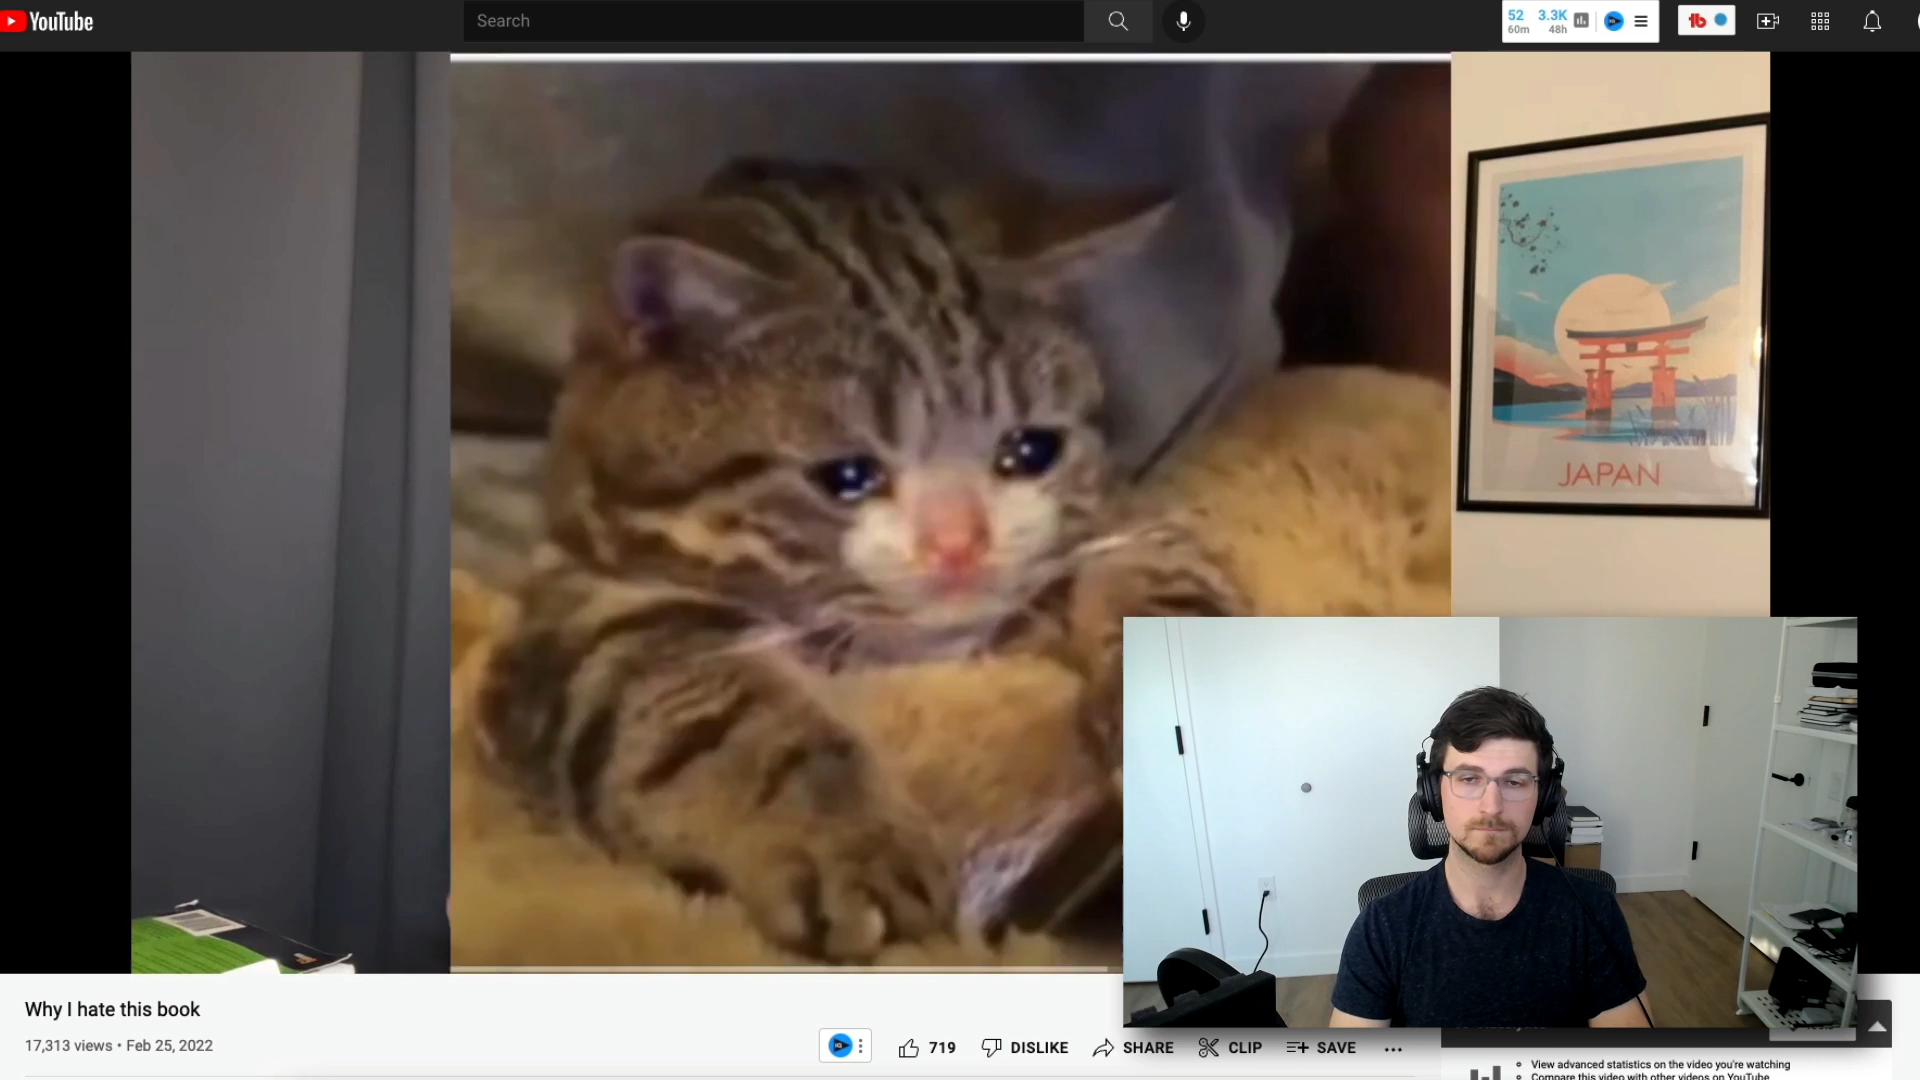 YouTube
Search
52 3.3K
60m 48h
tb
JAPAN
Why I hate this book
17,313 views • Feb 25, 2022
719 DISLIKE SHARE CLIP SAVE
View advanced statistics on the video you're watching
Compare this video with other videos on YouTube